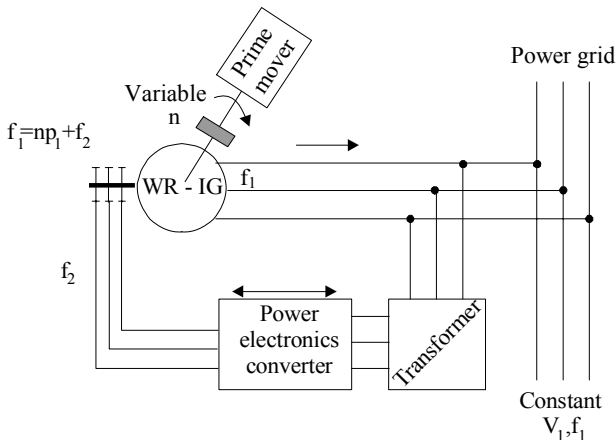 Prime
mover
Power grid
Variable
n
f₁=np₁+f₂
WR - IG
f₁
f₂
Power
electronics
converter
Transformer
Constant
V₁,f₁